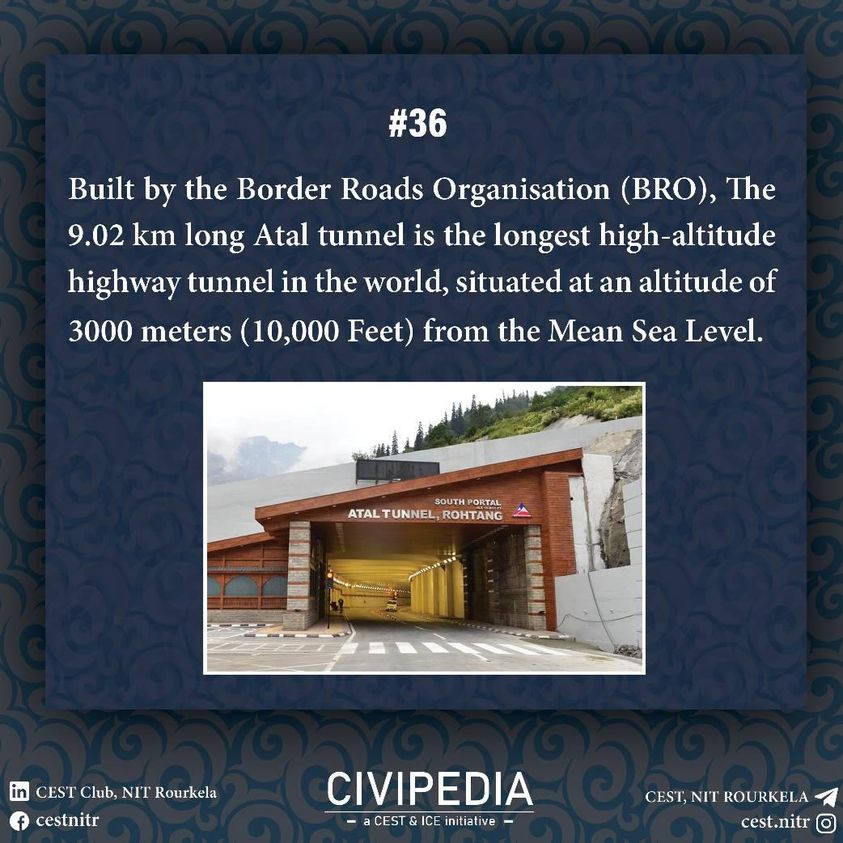 #36
Built by the Border Roads Organisation (BRO), The
9.02 km long Atal tunnel is the longest high-altitude
highway tunnel in the world, situated at an altitude of
3000 meters (10,000 Feet) from the Mean Sea Level.
SOUTH PORTAL
ATAL TUNNEL, ROHTANG
CEST Club, NIT Rourkela
cestnitr
CIVIPEDIA
a CEST & ICE initiative
CEST, NIT ROURKELA
cest.nitr